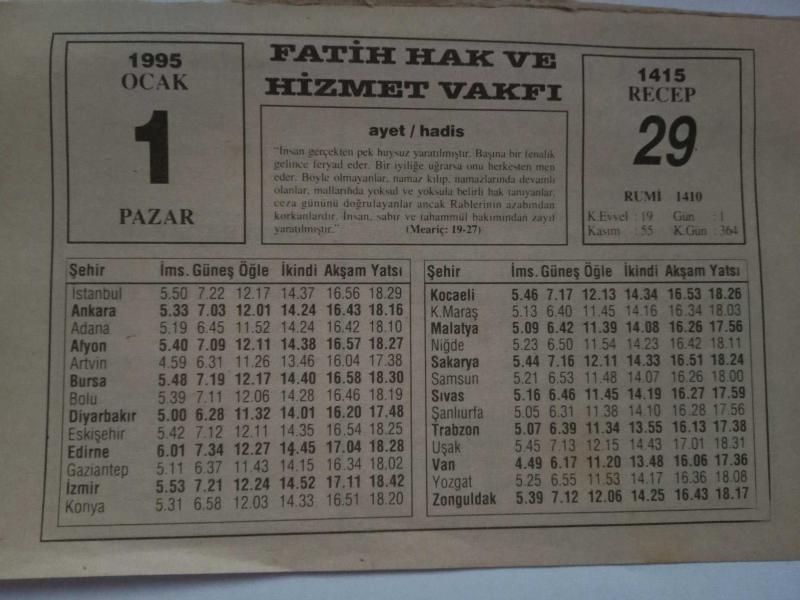 1995
OCAK
1
PAZAR
FATİH HAK VE
HİZMET VAKFI
ayet / hadis
"İnsan gerçekten pek huysuz yaratılmıştır. Başına bir fenalık
gelince feryad eder. Bir iyiliğe uğrarsa onu herkesten men
eder. Böyle olmayanlar, namaz kılıp, namazlarında devamlı
olanlar, mallarında yoksul ve yoksula belirli hak tanıyanlar,
ceza gününü doğrulayanlar ancak Rablerinin azabından
korkanlardır. İnsan, sabır ve tahammül bakımından zayıf
yaratılmıştır." (Meariç: 19-27)
1415
RECEP
29
RUMİ 1410
K.Evvel : 19 Gün : 1
Kasım : 55 K.Gün : 364
Şehir İms. Güneş Öğle İkindi Akşam Yatsı
İstanbul 5.50 7.22 12.17 14.37 16.56 18.29
Ankara 5.33 7.03 12.01 14.24 16.43 18.16
Adana 5.19 6.45 11.52 14.24 16.42 18.10
Afyon 5.40 7.09 12.11 14.38 16.57 18.27
Artvin 4.59 6.31 11.26 13.46 16.04 17.38
Bursa 5.48 7.19 12.17 14.40 16.58 18.30
Bolu 5.39 7.11 12.06 14.28 16.46 18.19
Diyarbakır 5.00 6.28 11.32 14.01 16.20 17.48
Eskişehir 5.42 7.12 12.11 14.35 16.54 18.25
Edirne 6.01 7.34 12.27 14.45 17.04 18.28
Gaziantep 5.11 6.37 11.43 14.15 16.34 18.02
İzmir 5.53 7.21 12.24 14.52 17.11 18.42
Konya 5.31 6.58 12.03 14.33 16.51 18.20
Şehir İms. Güneş Öğle İkindi Akşam Yatsı
Kocaeli 5.46 7.17 12.13 14.34 16.53 18.26
K.Maraş 5.13 6.40 11.45 14.16 16.34 18.03
Malatya 5.09 6.42 11.39 14.08 16.26 17.56
Niğde 5.23 6.50 11.54 14.23 16.42 18.11
Sakarya 5.44 7.16 12.11 14.33 16.51 18.24
Samsun 5.21 6.53 11.48 14.07 16.26 18.00
Sıvas 5.16 6.46 11.45 14.19 16.27 17.59
Şanlıurfa 5.05 6.31 11.38 14.10 16.28 17.56
Trabzon 5.07 6.39 11.34 13.55 16.13 17.38
Uşak 5.45 7.13 12.15 14.43 17.01 18.31
Van 4.49 6.17 11.20 13.48 16.06 17.36
Yozgat 5.25 6.55 11.53 14.17 16.36 18.08
Zonguldak 5.39 7.12 12.06 14.25 16.43 18.17